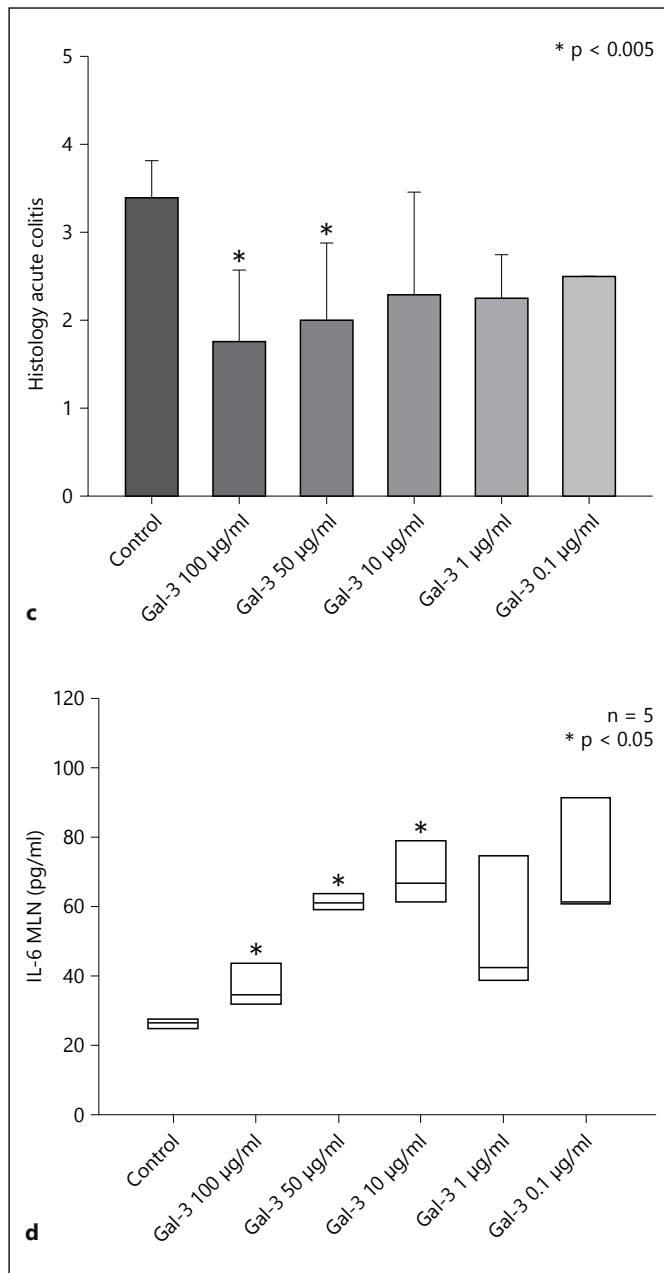 * p < 0.005
5
4
3
2
1
0
Histology acute colitis
*
*
Control
Gal-3 100 µg/ml
Gal-3 50 µg/ml
Gal-3 10 µg/ml
Gal-3 1 µg/ml
Gal-3 0.1 µg/ml
c
n = 5
* p < 0.05
120
100
80
60
40
20
0
IL-6 MLN (pg/ml)
*
*
*
Control
Gal-3 100 µg/ml
Gal-3 50 µg/ml
Gal-3 10 µg/ml
Gal-3 1 µg/ml
Gal-3 0.1 µg/ml
d